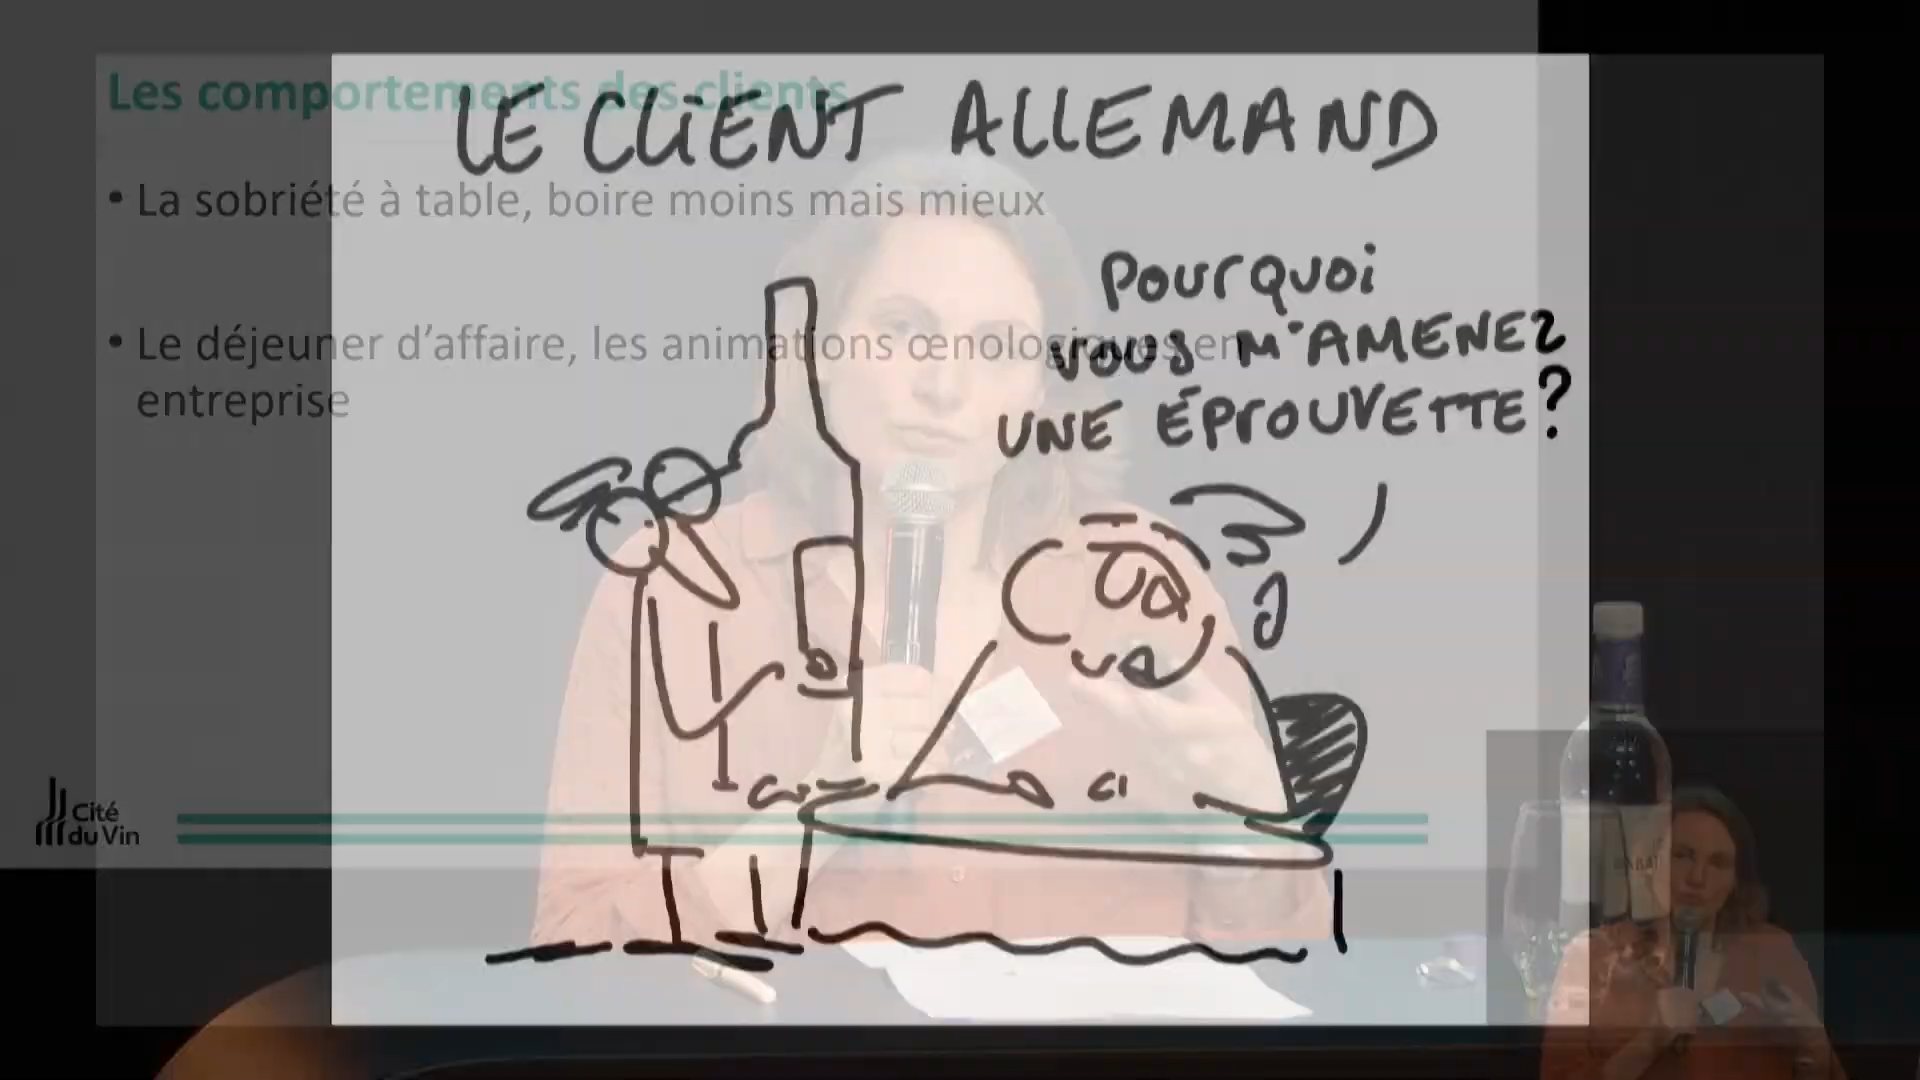 Les comportements des clients
LE CLiENT ALLEMAND
• La sobriété à table, boire moins mais mieux
Pourquoi
vous m'AMENEZ
UNE ÉProUVETTE?
• Le déjeuner d'affaire, les animations œnologiques en
entreprise
Cité
du Vin